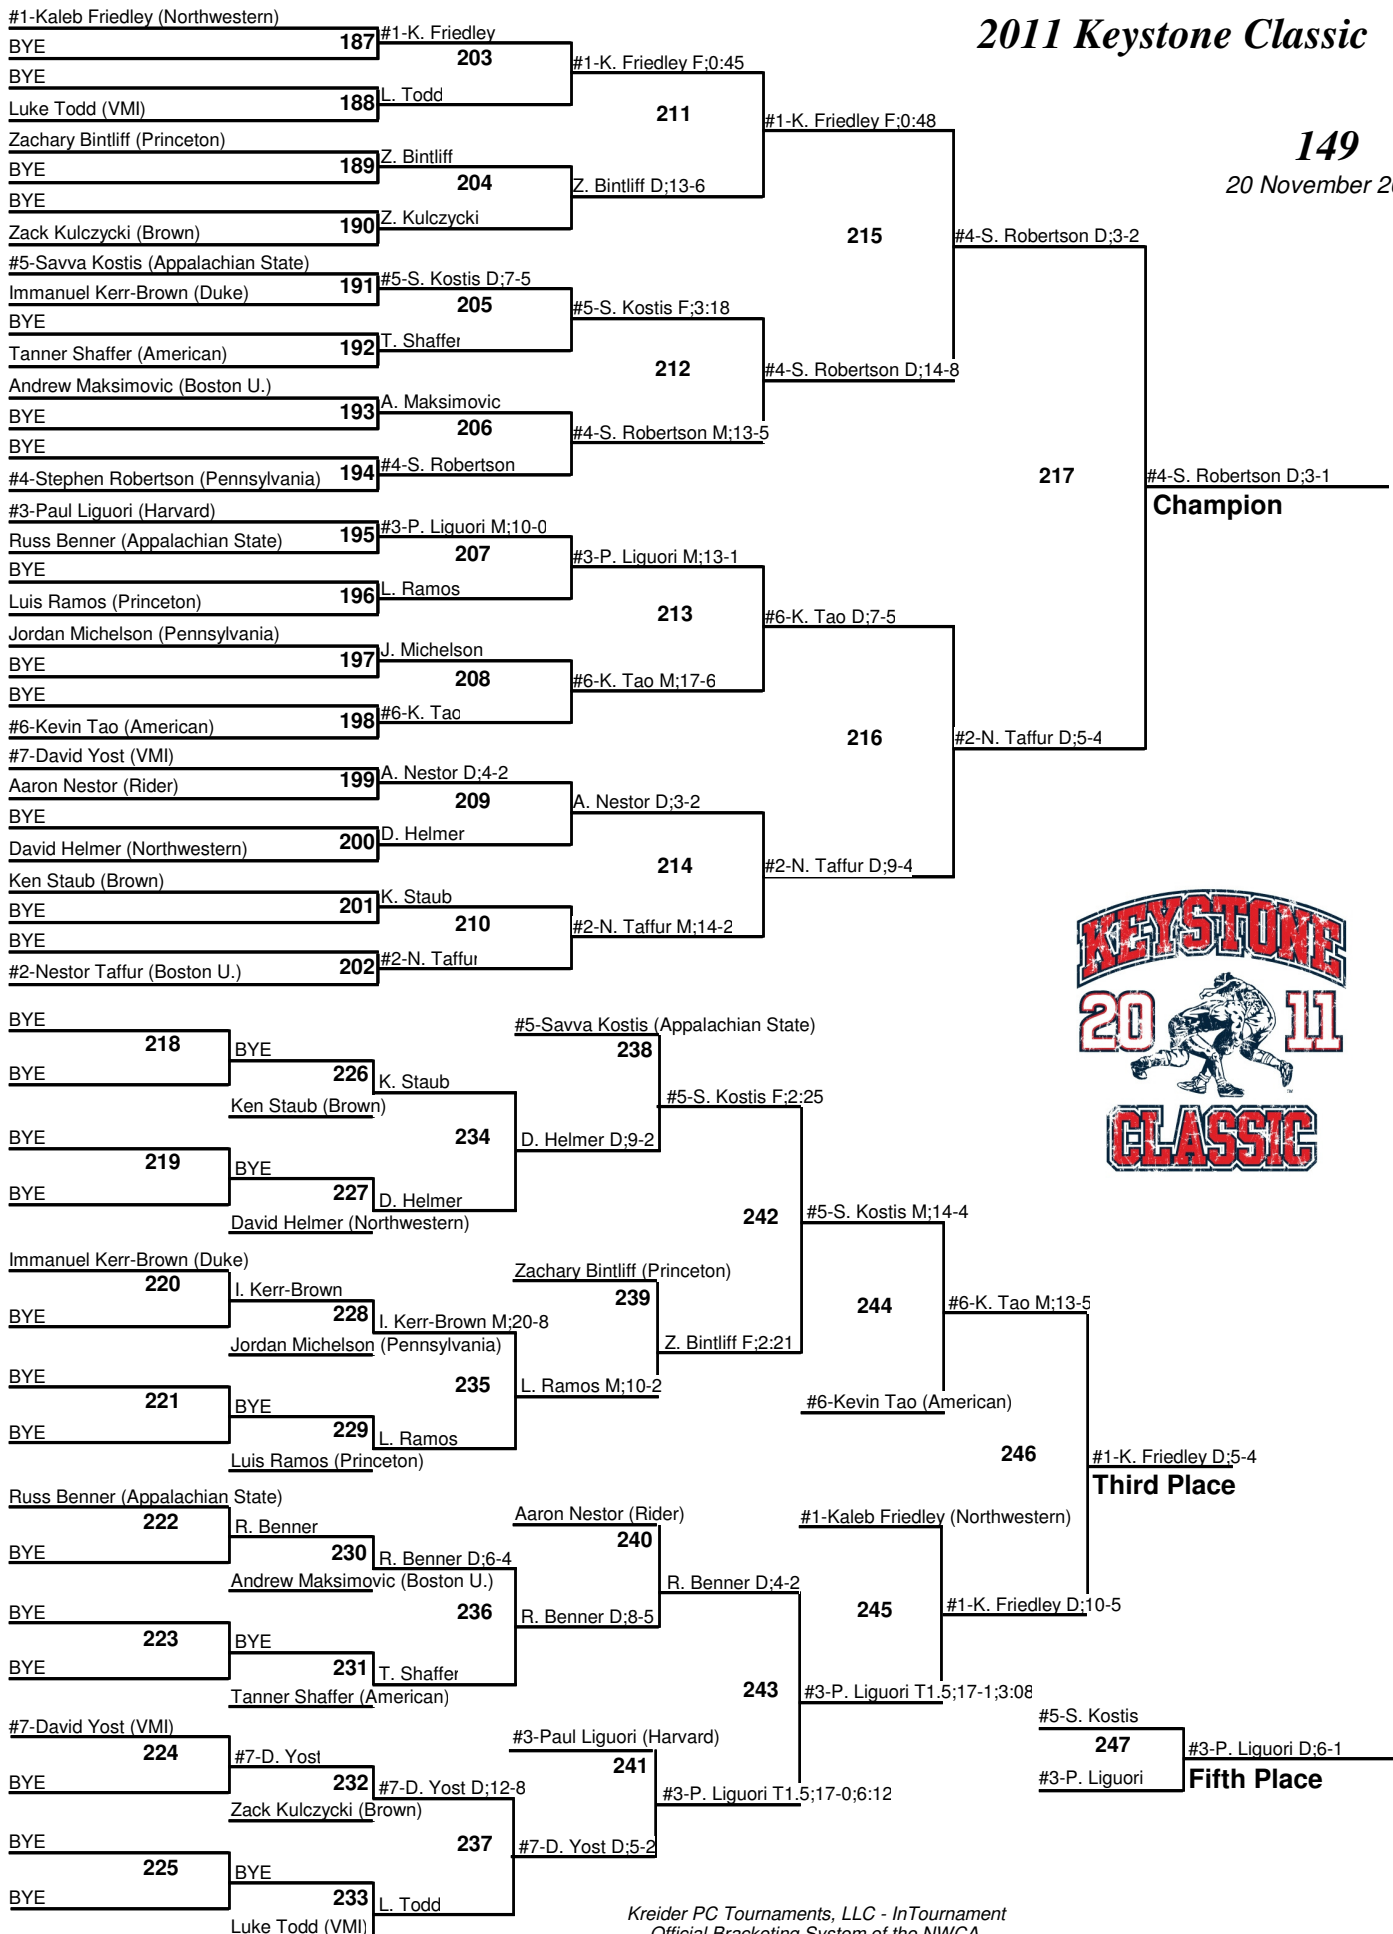 2011 Keystone Classic
149
20 November 20
#1-Kaleb Friedley (Northwestern)
BYE
187
BYE
Luke Todd (VMI)
188
Zachary Bintliff (Princeton)
BYE
189
BYE
Zack Kulczycki (Brown)
190
#5-Savva Kostis (Appalachian State)
Immanuel Kerr-Brown (Duke)
191
BYE
Tanner Shaffer (American)
192
Andrew Maksimovic (Boston U.)
BYE
193
BYE
#4-Stephen Robertson (Pennsylvania)
194
#3-Paul Liguori (Harvard)
Russ Benner (Appalachian State)
195
BYE
Luis Ramos (Princeton)
196
Jordan Michelson (Pennsylvania)
BYE
197
BYE
#6-Kevin Tao (American)
198
#7-David Yost (VMI)
Aaron Nestor (Rider)
199
BYE
David Helmer (Northwestern)
200
Ken Staub (Brown)
BYE
201
BYE
#2-Nestor Taffur (Boston U.)
202
#1-K. Friedley
203
L. Todd
Z. Bintliff
204
Z. Kulczycki
#5-S. Kostis D;7-5
205
T. Shaffer
A. Maksimovic
206
#4-S. Robertson
#3-P. Liguori M;10-0
207
L. Ramos
J. Michelson
208
#6-K. Tao
A. Nestor D;4-2
209
D. Helmer
K. Staub
210
#2-N. Taffur
#1-K. Friedley F;0:45
211
Z. Bintliff D;13-6
#5-S. Kostis F;3:18
212
#4-S. Robertson M;13-5
#3-P. Liguori M;13-1
213
#6-K. Tao M;17-6
A. Nestor D;3-2
214
#2-N. Taffur M;14-2
#1-K. Friedley F;0:48
215
#4-S. Robertson D;14-8
#6-K. Tao D;7-5
216
#2-N. Taffur D;9-4
#4-S. Robertson D;3-2
217
#2-N. Taffur D;5-4
#4-S. Robertson D;3-1
Champion
KEYSTONE
20 11
CLASSIC
BYE
218
BYE
BYE
219
BYE
Immanuel Kerr-Brown (Duke)
220
BYE
BYE
221
BYE
Russ Benner (Appalachian State)
222
BYE
BYE
223
BYE
#7-David Yost (VMI)
224
BYE
BYE
225
BYE
BYE
226
Ken Staub (Brown)
BYE
227
David Helmer (Northwestern)
I. Kerr-Brown
228
Jordan Michelson (Pennsylvania)
BYE
229
Luis Ramos (Princeton)
R. Benner
230
Andrew Maksimovic (Boston U.)
BYE
231
Tanner Shaffer (American)
#7-D. Yost
232
Zack Kulczycki (Brown)
BYE
233
Luke Todd (VMI)
K. Staub
234
D. Helmer
I. Kerr-Brown M;20-8
235
L. Ramos
R. Benner D;6-4
236
T. Shaffer
#7-D. Yost D;12-8
237
L. Todd
#5-Savva Kostis (Appalachian State)
238
D. Helmer D;9-2
Zachary Bintliff (Princeton)
239
L. Ramos M;10-2
Aaron Nestor (Rider)
240
R. Benner D;8-5
#3-Paul Liguori (Harvard)
241
#7-D. Yost D;5-2
#5-S. Kostis F;2:25
242
Z. Bintliff F;2:21
R. Benner D;4-2
243
#3-P. Liguori T1.5;17-0;6:12
#5-S. Kostis M;14-4
244
#6-Kevin Tao (American)
#1-Kaleb Friedley (Northwestern)
245
#3-P. Liguori T1.5;17-1;3:08
#6-K. Tao M;13-5
246
#1-K. Friedley D;10-5
#1-K. Friedley D;5-4
Third Place
#5-S. Kostis
247
#3-P. Liguori
#3-P. Liguori D;6-1
Fifth Place
Kreider PC Tournaments, LLC - InTournament
Official Bracketing System of the NWCA